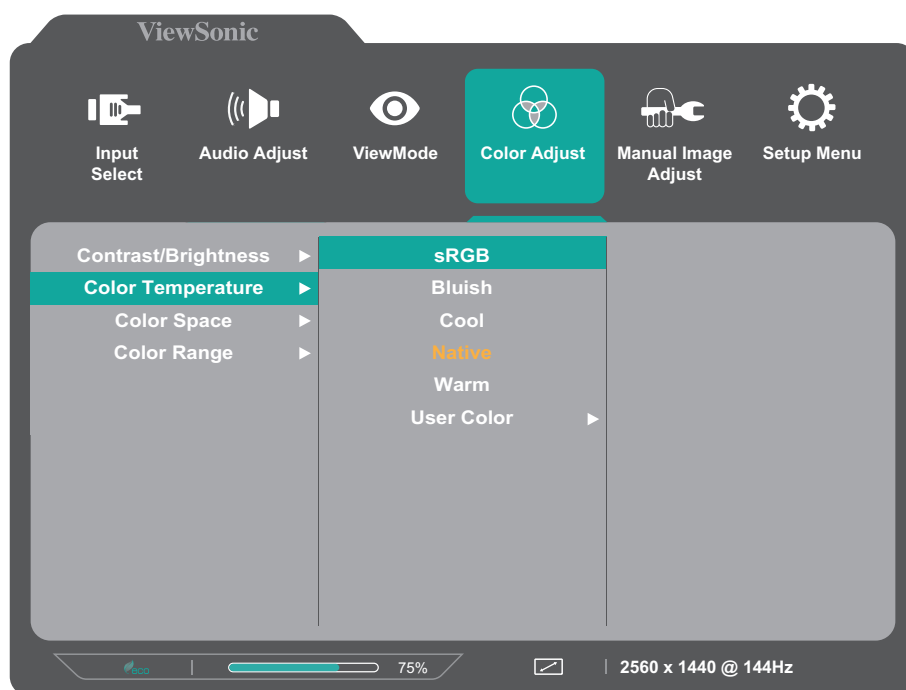 ViewSonic
Input Select
Audio Adjust
ViewMode
Color Adjust
Manual Image Adjust
Setup Menu
Contrast/Brightness
Color Temperature
Color Space
Color Range
sRGB
Bluish
Cool
Native
Warm
User Color
eco
75%
2560 x 1440 @ 144Hz